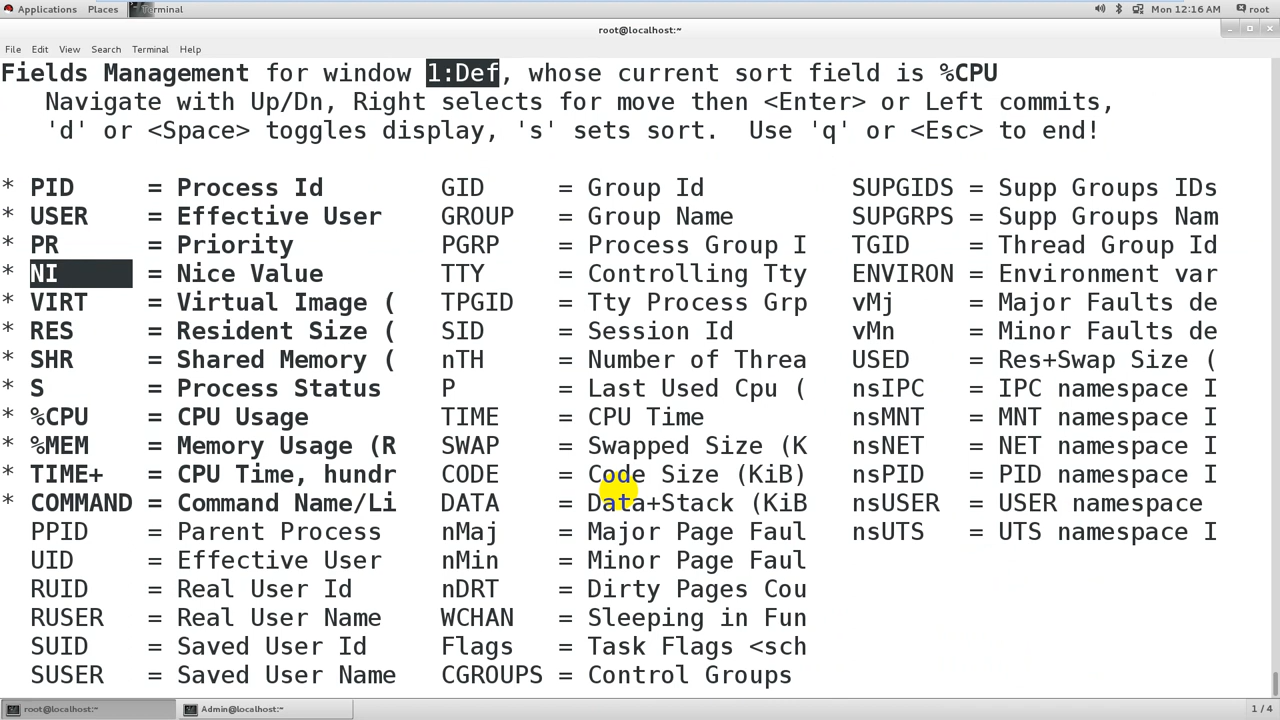 Applications Places Terminal Mon 12:16 AM root
root@localhost:~
File Edit View Search Terminal Help
Fields Management for window 1:Def, whose current sort field is %CPU
Navigate with Up/Dn, Right selects for move then <Enter> or Left commits,
'd' or <Space> toggles display, 's' sets sort. Use 'q' or <Esc> to end!
* PID = Process Id GID = Group Id SUPGIDS = Supp Groups IDs
* USER = Effective User GROUP = Group Name SUPGRPS = Supp Groups Nam
* PR = Priority PGRP = Process Group I TGID = Thread Group Id
* NI = Nice Value TTY = Controlling Tty ENVIRON = Environment var
* VIRT = Virtual Image ( TPGID = Tty Process Grp vMj = Major Faults de
* RES = Resident Size ( SID = Session Id vMn = Minor Faults de
* SHR = Shared Memory ( nTH = Number of Threa USED = Res+Swap Size (
* S = Process Status P = Last Used Cpu ( nsIPC = IPC namespace I
* %CPU = CPU Usage TIME = CPU Time nsMNT = MNT namespace I
* %MEM = Memory Usage (R SWAP = Swapped Size (K nsNET = NET namespace I
* TIME+ = CPU Time, hundr CODE = Code Size (KiB) nsPID = PID namespace I
* COMMAND = Command Name/Li DATA = Data+Stack (KiB nsUSER = USER namespace
PPID = Parent Process nMaj = Major Page Faul nsUTS = UTS namespace I
UID = Effective User nMin = Minor Page Faul
RUID = Real User Id nDRT = Dirty Pages Cou
RUSER = Real User Name WCHAN = Sleeping in Fun
SUID = Saved User Id Flags = Task Flags <sch
SUSER = Saved User Name CGROUPS = Control Groups
root@localhost:~ Admin@localhost:~ 1 / 4